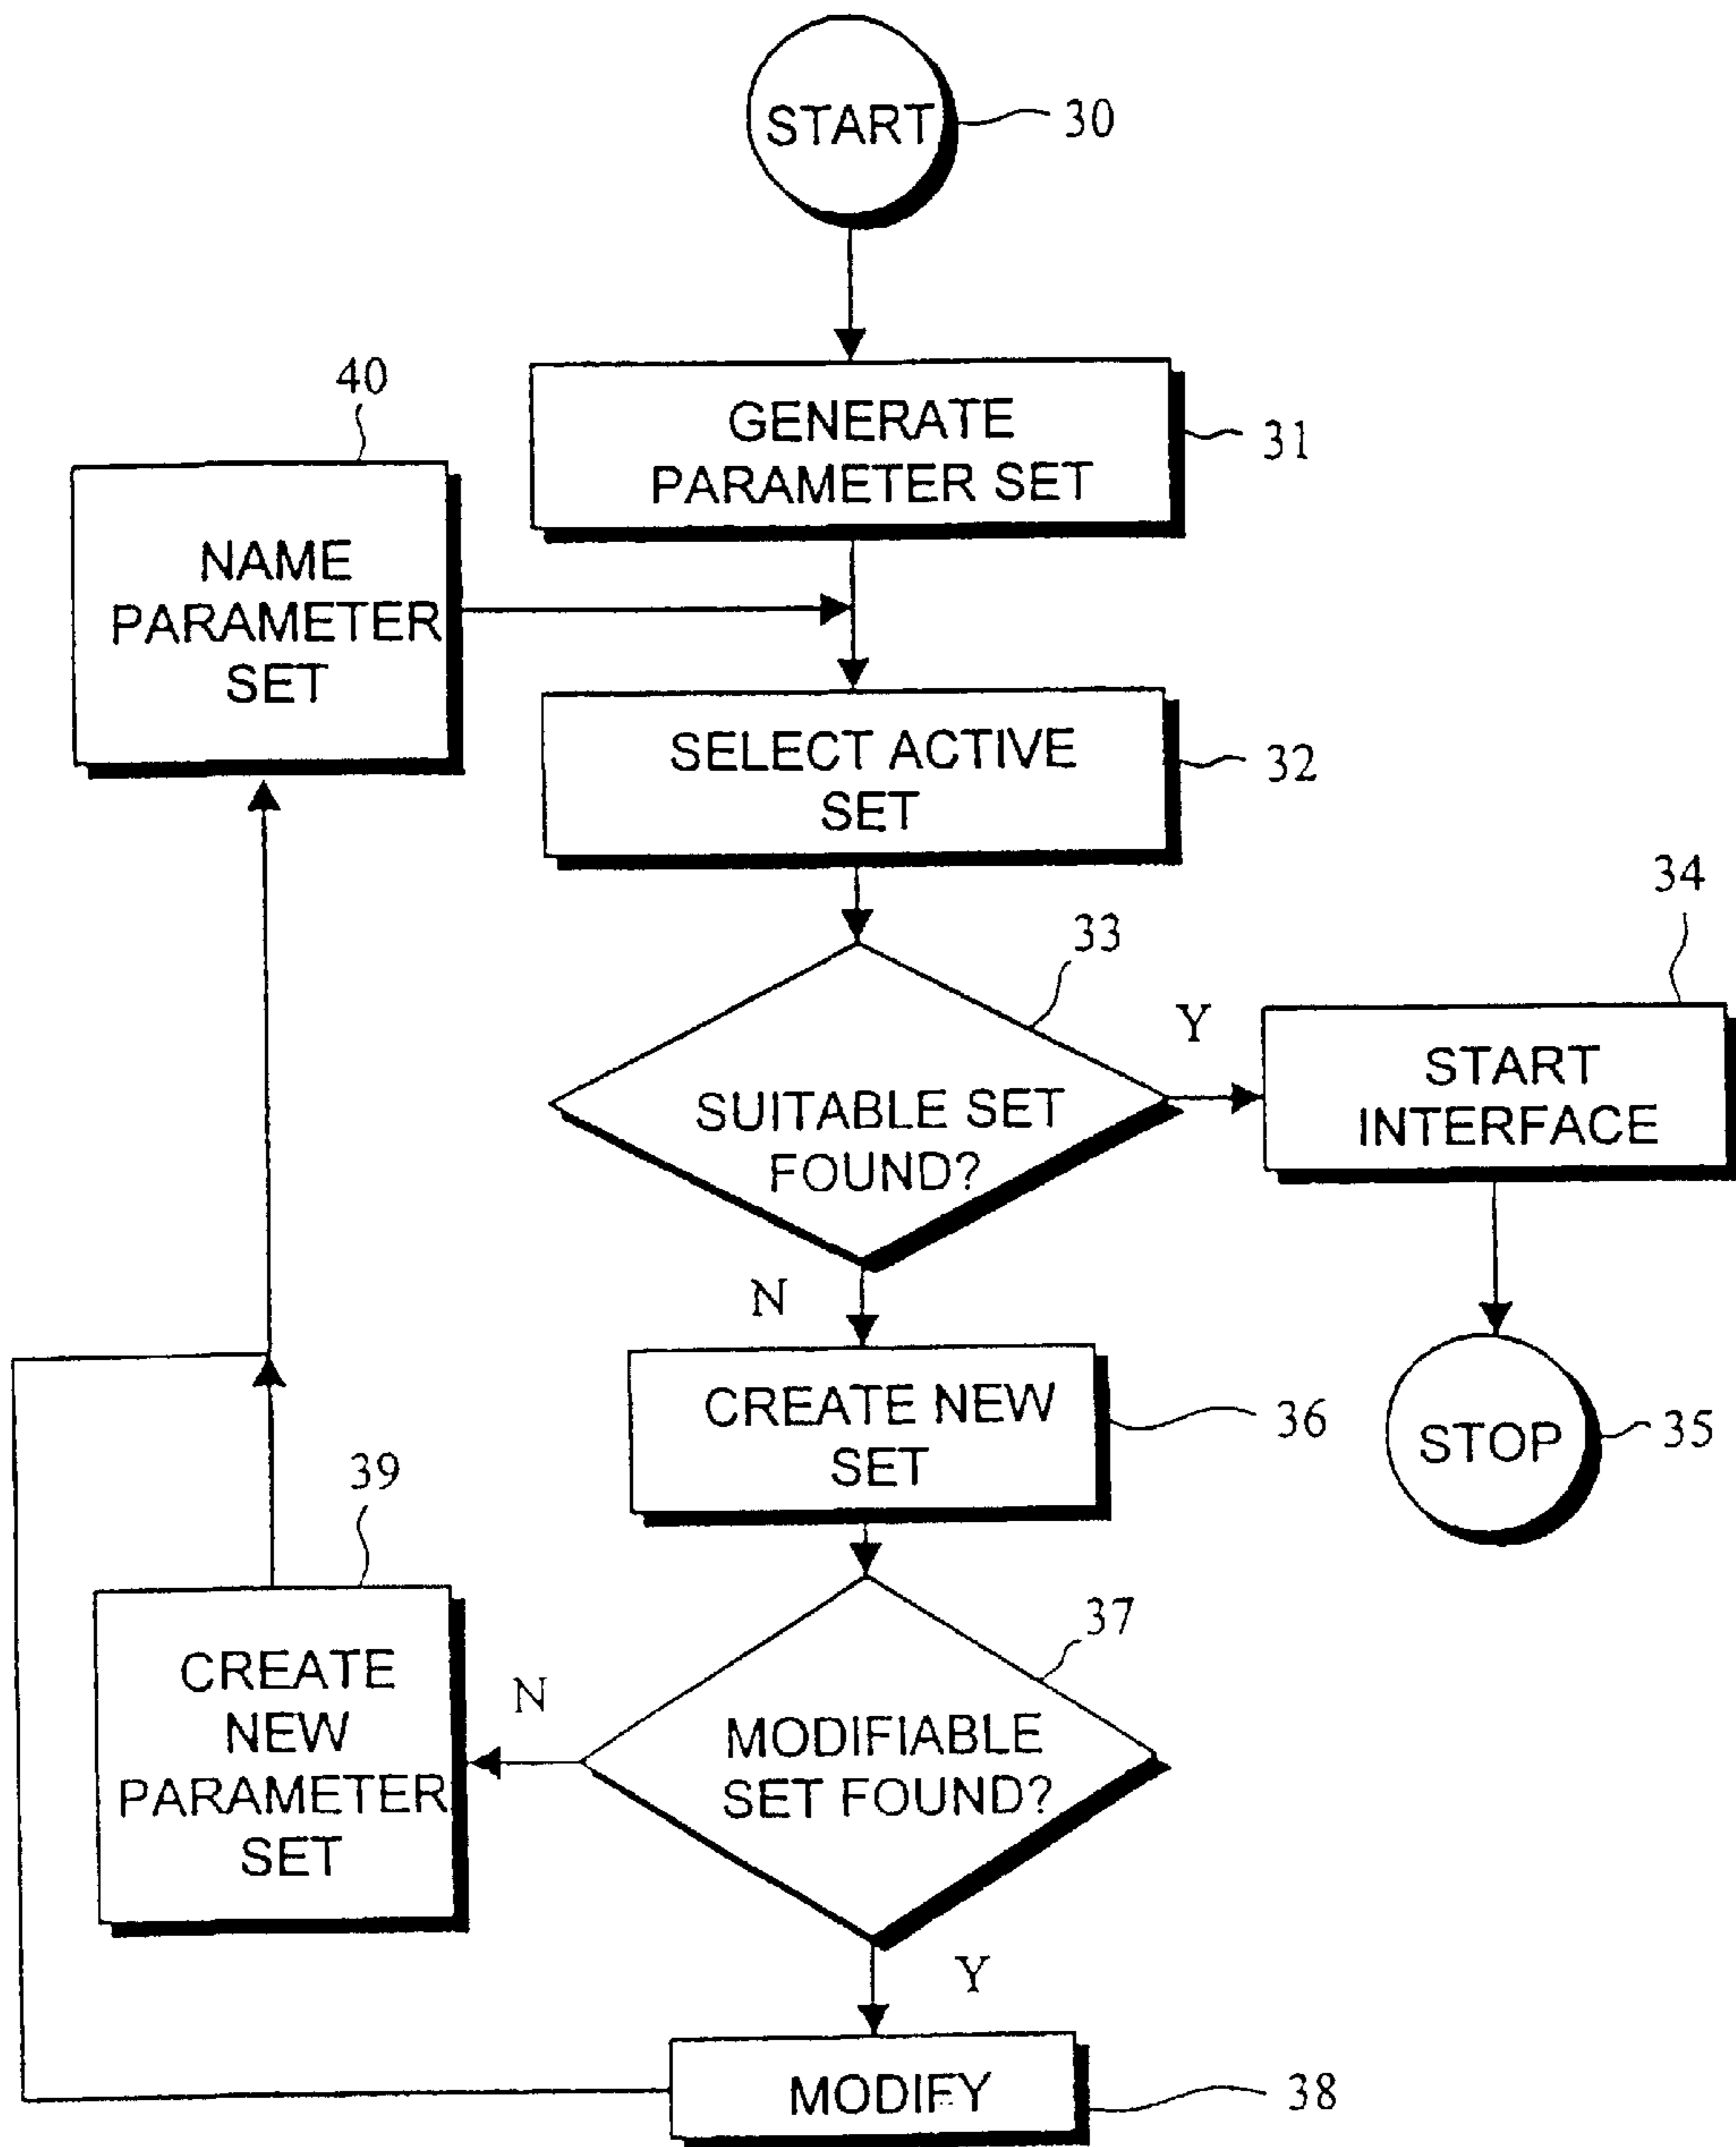 START
30
GENERATE
PARAMETER SET
31
40
NAME
PARAMETER
SET
SELECT ACTIVE
SET
32
33
SUITABLE SET
FOUND?
Y
34
START
INTERFACE
N
CREATE NEW
SET
36
STOP
35
39
CREATE
NEW
PARAMETER
SET
N
37
MODIFIABLE
SET FOUND?
Y
MODIFY
38